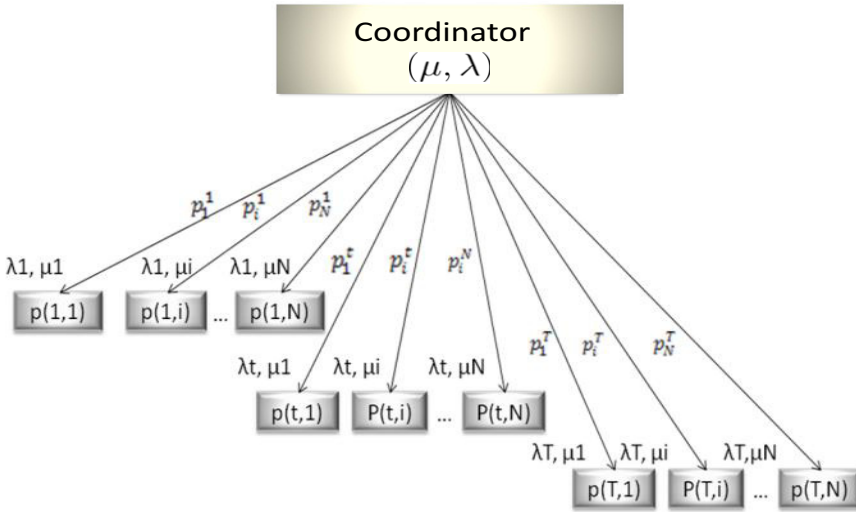 Coordinator
(μ, λ)
p₁¹ pᵢ¹ p_N¹
λ1, μ1 λ1, μi λ1, μN
p₁ᵗ pᵢᵗ pᵢᴺ
p(1,1) p(1,i) ... p(1,N)
p₁ᵀ pᵢᵀ p_Nᵀ
λt, μ1 λt, μi λt, μN
p(t,1) P(t,i) ... P(t,N)
λT, μ1 λT, μi λT,μN
p(T,1) P(T,i) ... p(T,N)